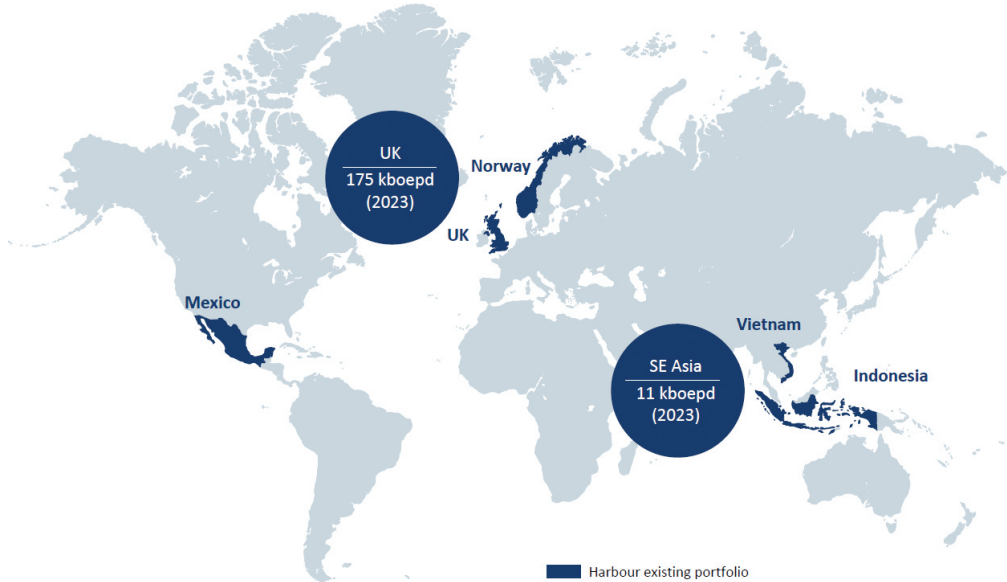 UK
175 kboepd
(2023)
Norway
UK
Mexico
Vietnam
SE Asia
11 kboepd
(2023)
Indonesia
Harbour existing portfolio